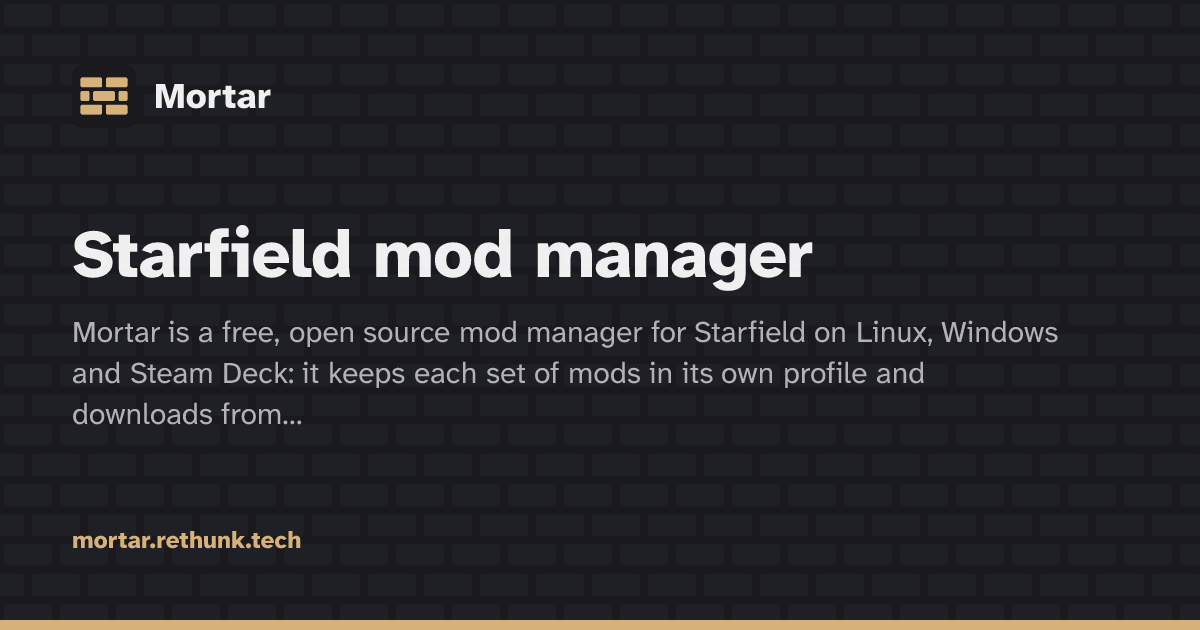 Mortar
Starfield mod manager
Mortar is a free, open source mod manager for Starfield on Linux, Windows
and Steam Deck: it keeps each set of mods in its own profile and
downloads from...
mortar.rethunk.tech